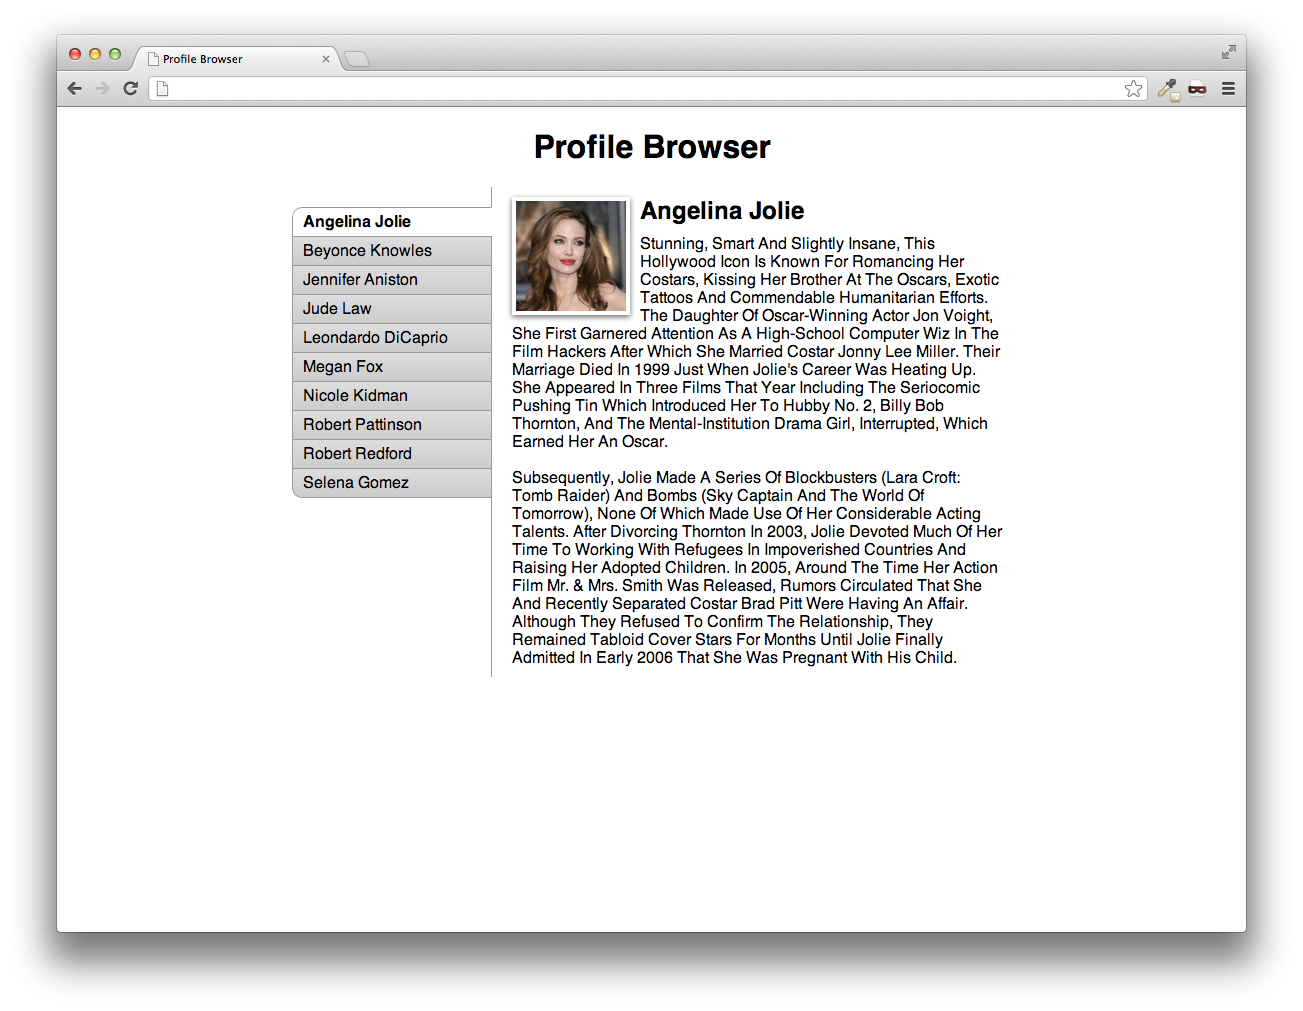 Profile Browser
Profile Browser
Angelina Jolie
Beyonce Knowles
Jennifer Aniston
Jude Law
Leondardo DiCaprio
Megan Fox
Nicole Kidman
Robert Pattinson
Robert Redford
Selena Gomez
Angelina Jolie
Stunning, Smart And Slightly Insane, This
Hollywood Icon Is Known For Romancing Her
Costars, Kissing Her Brother At The Oscars, Exotic
Tattoos And Commendable Humanitarian Efforts.
The Daughter Of Oscar-Winning Actor Jon Voight,
She First Garnered Attention As A High-School Computer Wiz In The
Film Hackers After Which She Married Costar Jonny Lee Miller. Their
Marriage Died In 1999 Just When Jolie's Career Was Heating Up.
She Appeared In Three Films That Year Including The Seriocomic
Pushing Tin Which Introduced Her To Hubby No. 2, Billy Bob
Thornton, And The Mental-Institution Drama Girl, Interrupted, Which
Earned Her An Oscar.
Subsequently, Jolie Made A Series Of Blockbusters (Lara Croft:
Tomb Raider) And Bombs (Sky Captain And The World Of
Tomorrow), None Of Which Made Use Of Her Considerable Acting
Talents. After Divorcing Thornton In 2003, Jolie Devoted Much Of Her
Time To Working With Refugees In Impoverished Countries And
Raising Her Adopted Children. In 2005, Around The Time Her Action
Film Mr. & Mrs. Smith Was Released, Rumors Circulated That She
And Recently Separated Costar Brad Pitt Were Having An Affair.
Although They Refused To Confirm The Relationship, They
Remained Tabloid Cover Stars For Months Until Jolie Finally
Admitted In Early 2006 That She Was Pregnant With His Child.